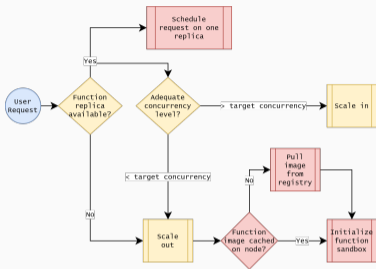 Schedule
request on one
replica
Yes
User
Request
Function
replica
available?
Adequate
concurrency
level?
> target concurrency
Scale in
< target concurrency
No
Scale
out
Function
image cached
on node?
No
Pull
image
from
registry
Yes
Initialize
function
sandbox